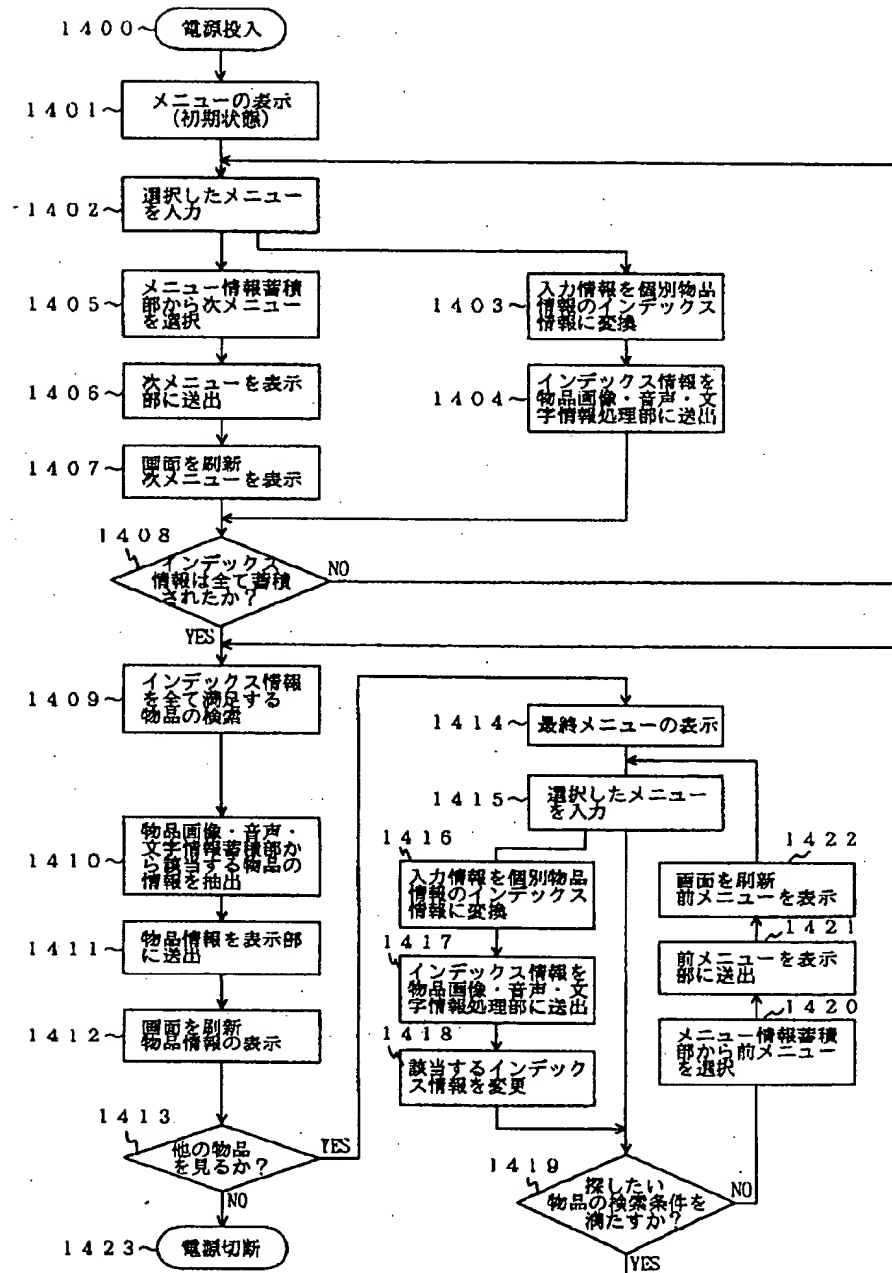 1400
電源投入
1401
メニューの表示
(初期状態)
1402
選択したメニュー
を入力
1405
メニュー情報蓄積
部から次メニュー
を選択
1403
入力情報を個別物品
情報のインデックス
情報に変換
1406
次メニューを表示
部に送出
1404
インデックス情報を
物品画像・音声・文
字情報処理部に送出
1407
画面を刷新
次メニューを表示
1408
インデックス
情報は全て蓄積
されたか？
NO
YES
1409
インデックス情報
を全て満足する
物品の検索
1414
最終メニューの表示
1415
選択したメニュー
を入力
1410
物品画像・音声・
文字情報蓄積部か
ら該当する物品の
情報を抽出
1416
入力情報を個別物品
情報のインデックス
情報に変換
1422
画面を刷新
前メニューを表示
1411
物品情報を表示部
に送出
1417
インデックス情報を
物品画像・音声・文
字情報処理部に送出
1421
前メニューを表示
部に送出
1412
画面を刷新
物品情報の表示
1418
該当するインデック
ス情報を変更
1420
メニュー情報蓄積
部から前メニュー
を選択
1413
他の物品
を見るか？
YES
NO
1419
探したい
物品の検索条件を
満たすか？
NO
YES
1423
電源切断